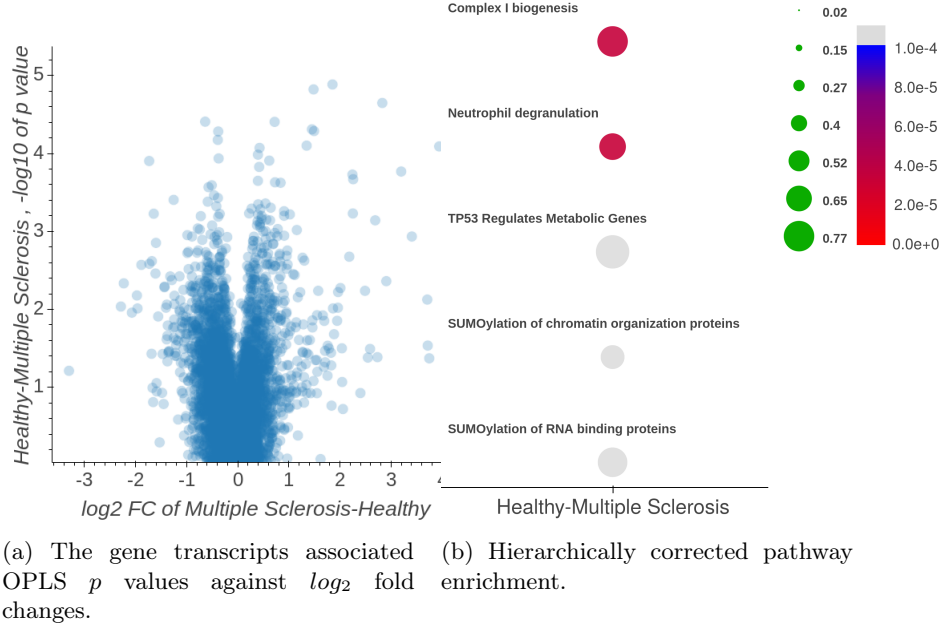 Healthy-Multiple Sclerosis , -log10 of p value
5
4
3
2
1
-3
-2
-1
0
1
2
3
log2 FC of Multiple Sclerosis-Healthy
Complex I biogenesis
Neutrophil degranulation
TP53 Regulates Metabolic Genes
SUMOylation of chromatin organization proteins
SUMOylation of RNA binding proteins
Healthy-Multiple Sclerosis
0.02
0.15
0.27
0.4
0.52
0.65
0.77
1.0e-4
8.0e-5
6.0e-5
4.0e-5
2.0e-5
0.0e+0
(a) The gene transcripts associated
OPLS p values against log2 fold
changes.
(b) Hierarchically corrected pathway
enrichment.